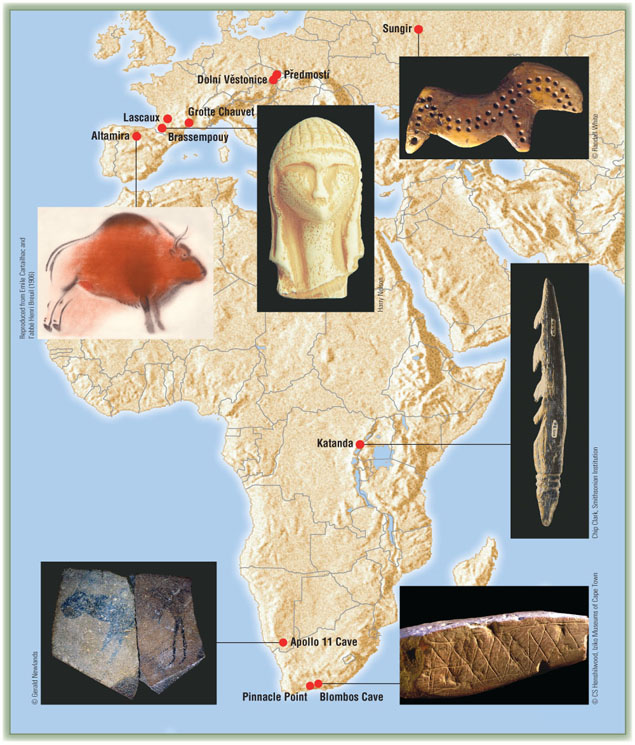 Sungir
Předmostí
Dolní Věstonice
© Randall White
Lascaux
Grotte Chauvet
Altamira
Brassempouy
Reproduced from Emile Cartailhac and
l'abbé Henri Breuil (1906)
Harry Nelson
Katanda
Chip Clark, Smithsonian Institution
Apollo 11 Cave
© Gerald Newlands
Pinnacle Point
Blombos Cave
© CS Henshilwood, Iziko Museums of Cape Town